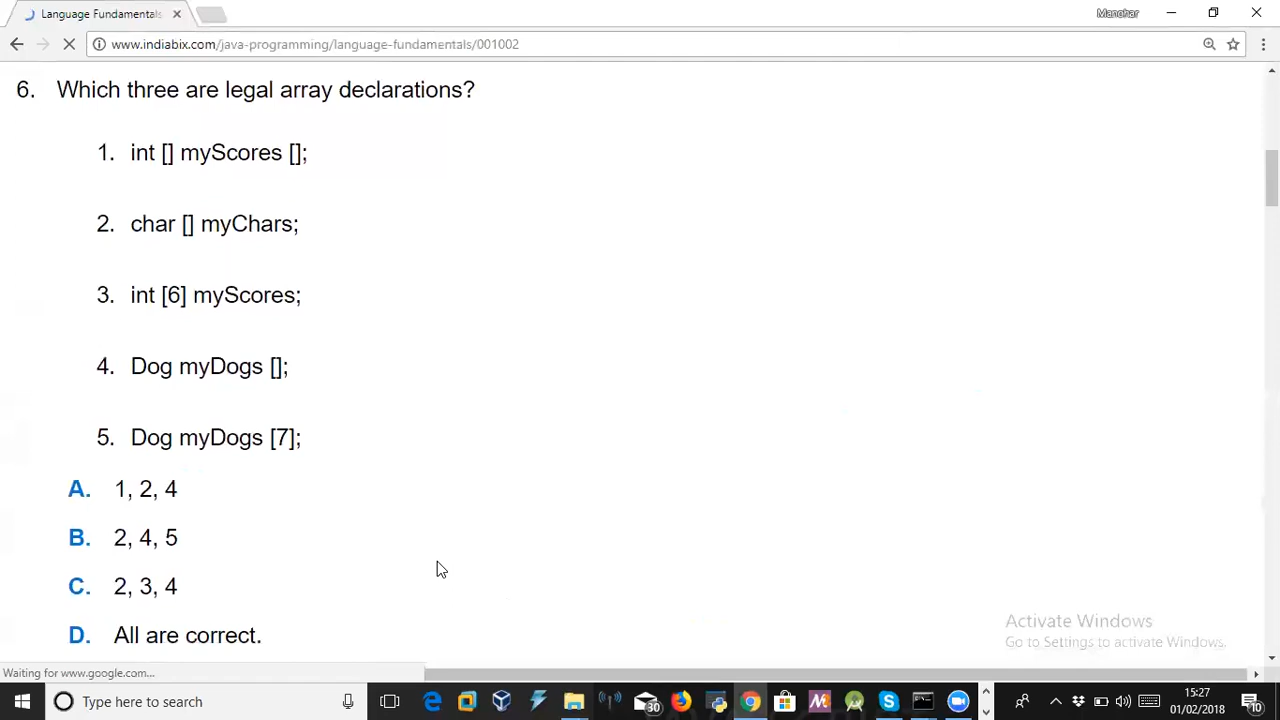 Language Fundamentals
Manohar
www.indiabix.com/java-programming/language-fundamentals/001002
6. Which three are legal array declarations?
1. int [] myScores [];
2. char [] myChars;
3. int [6] myScores;
4. Dog myDogs [];
5. Dog myDogs [7];
A. 1, 2, 4
B. 2, 4, 5
C. 2, 3, 4
D. All are correct.
Activate Windows
Go to Settings to activate Windows.
Waiting for www.google.com...
Type here to search
30
15:27
01/02/2018
10